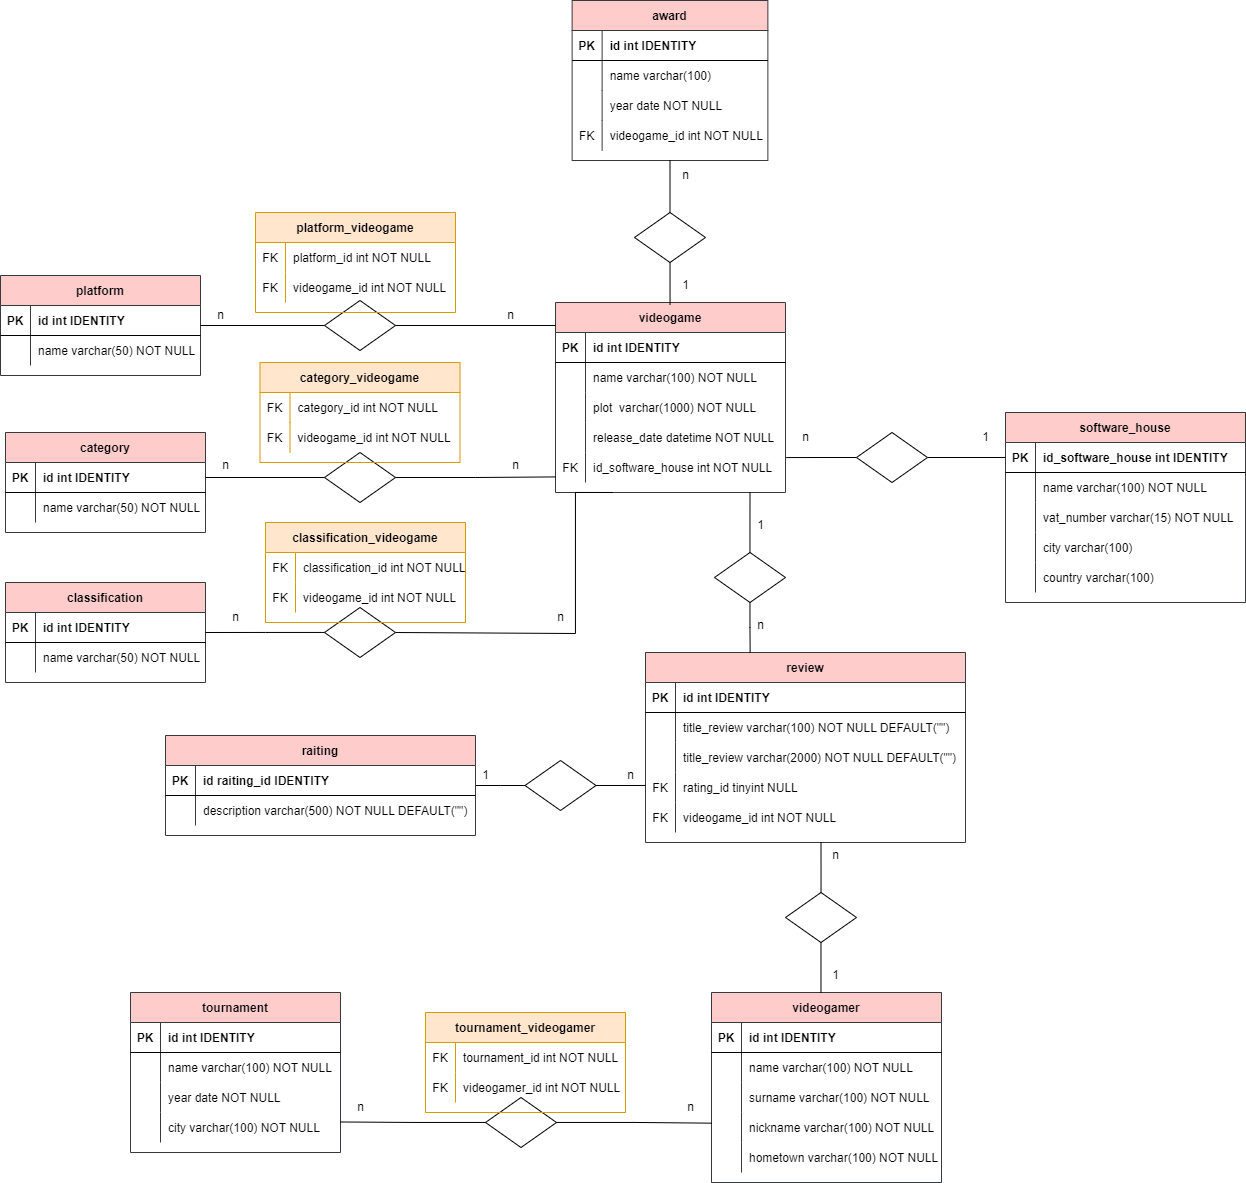 award
PK id int IDENTITY
name varchar(100)
year date NOT NULL
FK videogame_id int NOT NULL
n
1
platform_videogame
FK platform_id int NOT NULL
FK videogame_id int NOT NULL
platform
PK id int IDENTITY
name varchar(50) NOT NULL
n
n
videogame
PK id int IDENTITY
name varchar(100) NOT NULL
plot varchar(1000) NOT NULL
release_date datetime NOT NULL
FK id_software_house int NOT NULL
category_videogame
FK category_id int NOT NULL
FK videogame_id int NOT NULL
category
PK id int IDENTITY
name varchar(50) NOT NULL
n
n
n
1
software_house
PK id_software_house int IDENTITY
name varchar(100) NOT NULL
vat_number varchar(15) NOT NULL
city varchar(100)
country varchar(100)
classification_videogame
FK classification_id int NOT NULL
FK videogame_id int NOT NULL
classification
PK id int IDENTITY
name varchar(50) NOT NULL
n
n
1
n
review
PK id int IDENTITY
title_review varchar(100) NOT NULL DEFAULT("")
title_review varchar(2000) NOT NULL DEFAULT("")
FK rating_id tinyint NULL
FK videogame_id int NOT NULL
raiting
PK id raiting_id IDENTITY
description varchar(500) NOT NULL DEFAULT("")
1
n
n
1
tournament
PK id int IDENTITY
name varchar(100) NOT NULL
year date NOT NULL
city varchar(100) NOT NULL
tournament_videogamer
FK tournament_id int NOT NULL
FK videogamer_id int NOT NULL
n
n
videogamer
PK id int IDENTITY
name varchar(100) NOT NULL
surname varchar(100) NOT NULL
nickname varchar(100) NOT NULL
hometown varchar(100) NOT NULL